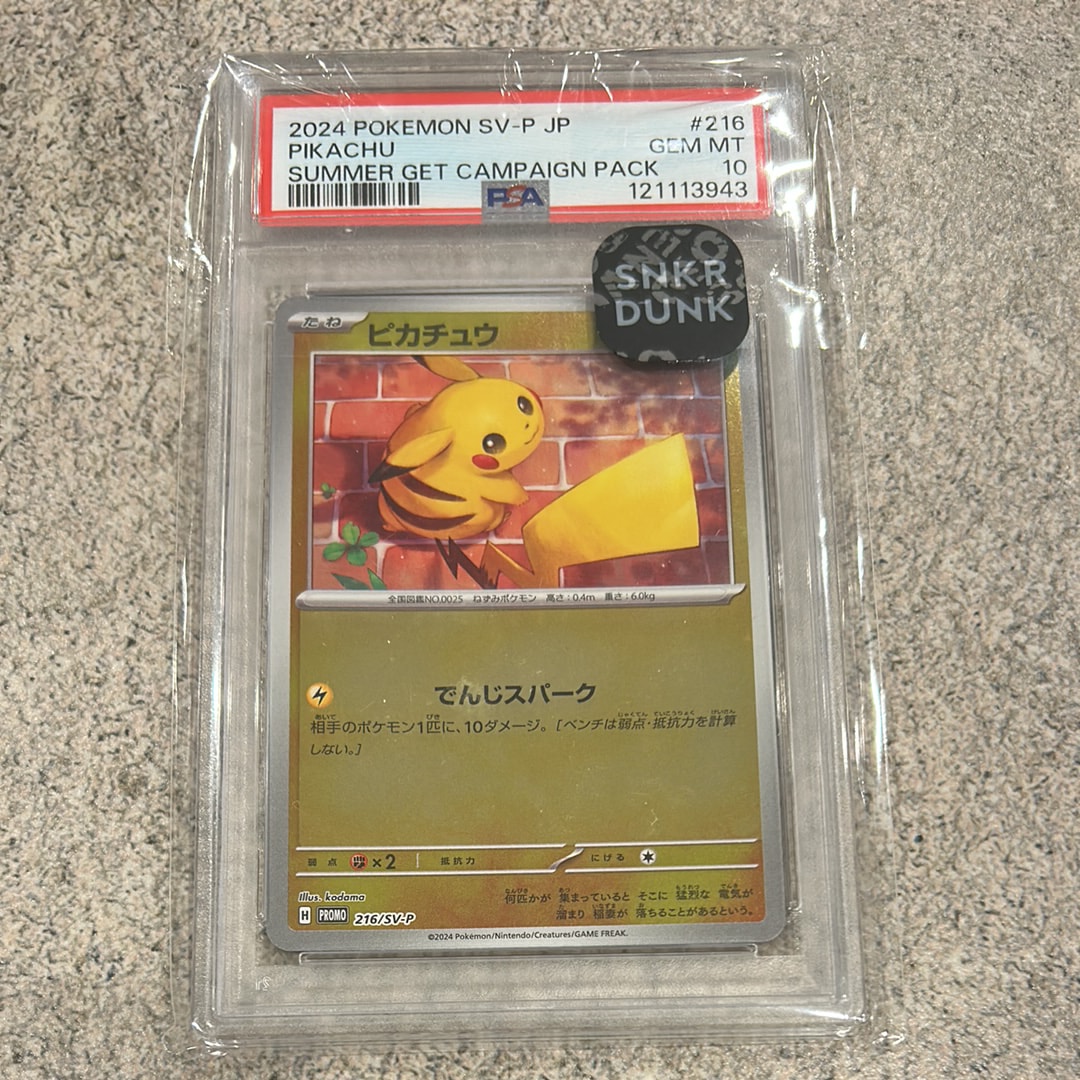 2024 POKEMON SV-P JP #216
PIKACHU GEM MT
SUMMER GET CAMPAIGN PACK 10
PSA 121113943
SNKR
DUNK
たね ピカチュウ
全国図鑑NO.0025 ねずみポケモン 高さ:0.4m 重さ:6.0kg
でんじスパーク
相手のポケモン1匹に、10ダメージ。[ベンチは弱点・抵抗力を計算
しない。]
弱点 ×2 抵抗力 にげる
Illus. kodama
何匹かが 集まっていると そこに 猛烈な 電気が
溜まり 稲妻が 落ちることがあるという。
H PROMO 216/SV-P
©2024 Pokémon/Nintendo/Creatures/GAME FREAK.